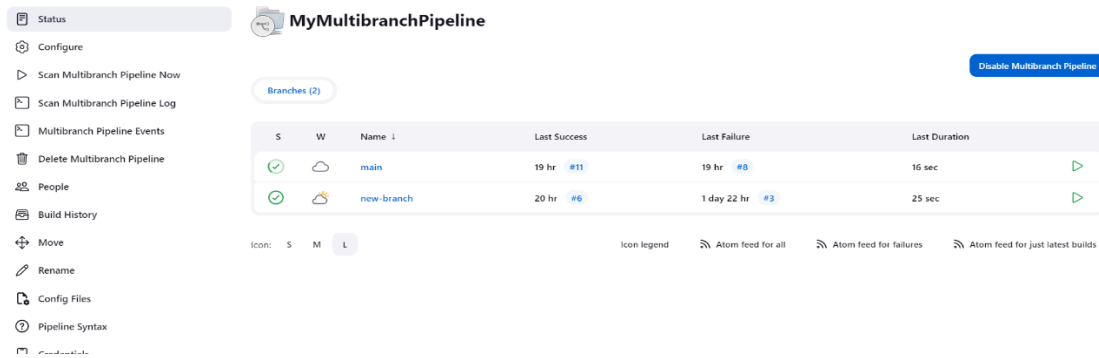 Status
Configure
Scan Multibranch Pipeline Now
Scan Multibranch Pipeline Log
Multibranch Pipeline Events
Delete Multibranch Pipeline
People
Build History
Move
Rename
Config Files
Pipeline Syntax
Credentials
MyMultibranchPipeline
Disable Multibranch Pipeline
Branches (2)
S W Name ↓ Last Success Last Failure Last Duration
main 19 hr #11 19 hr #8 16 sec
new-branch 20 hr #6 1 day 22 hr #3 25 sec
Icon: S M L Icon legend Atom feed for all Atom feed for failures Atom feed for just latest builds